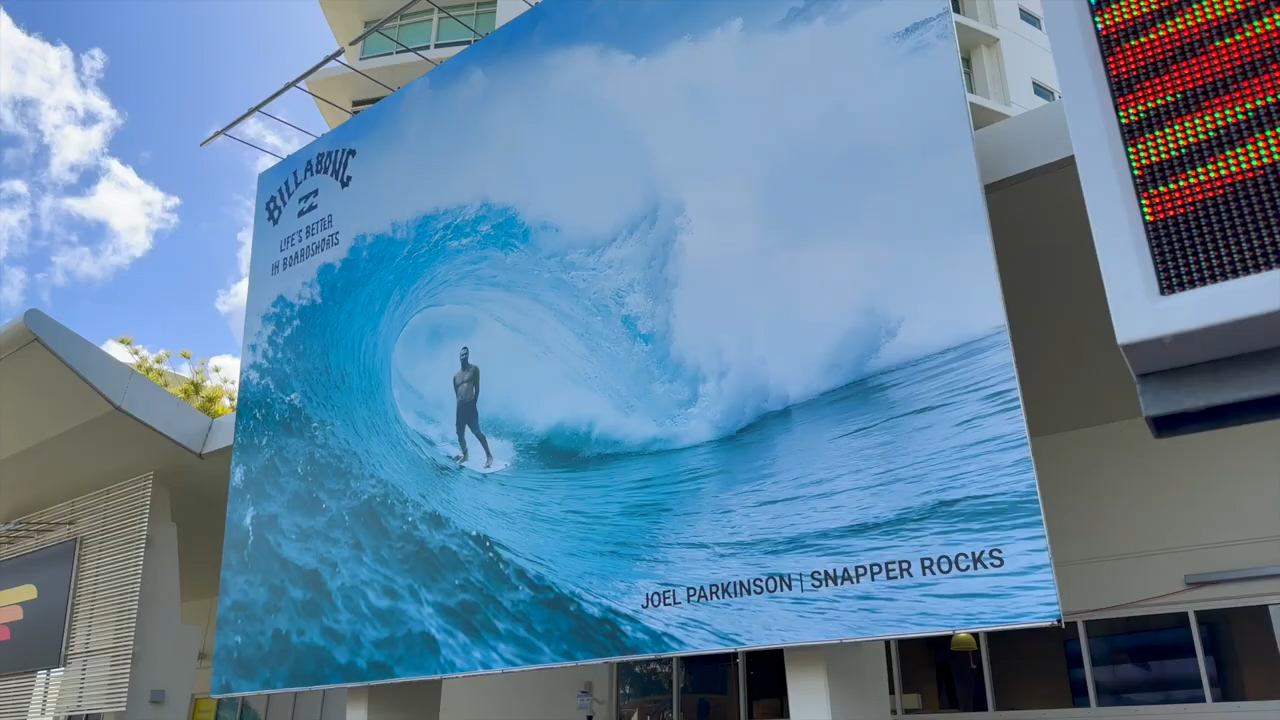 BILLABONG
LIFE'S BETTER
IN BOARDSHORTS
JOEL PARKINSON | SNAPPER ROCKS